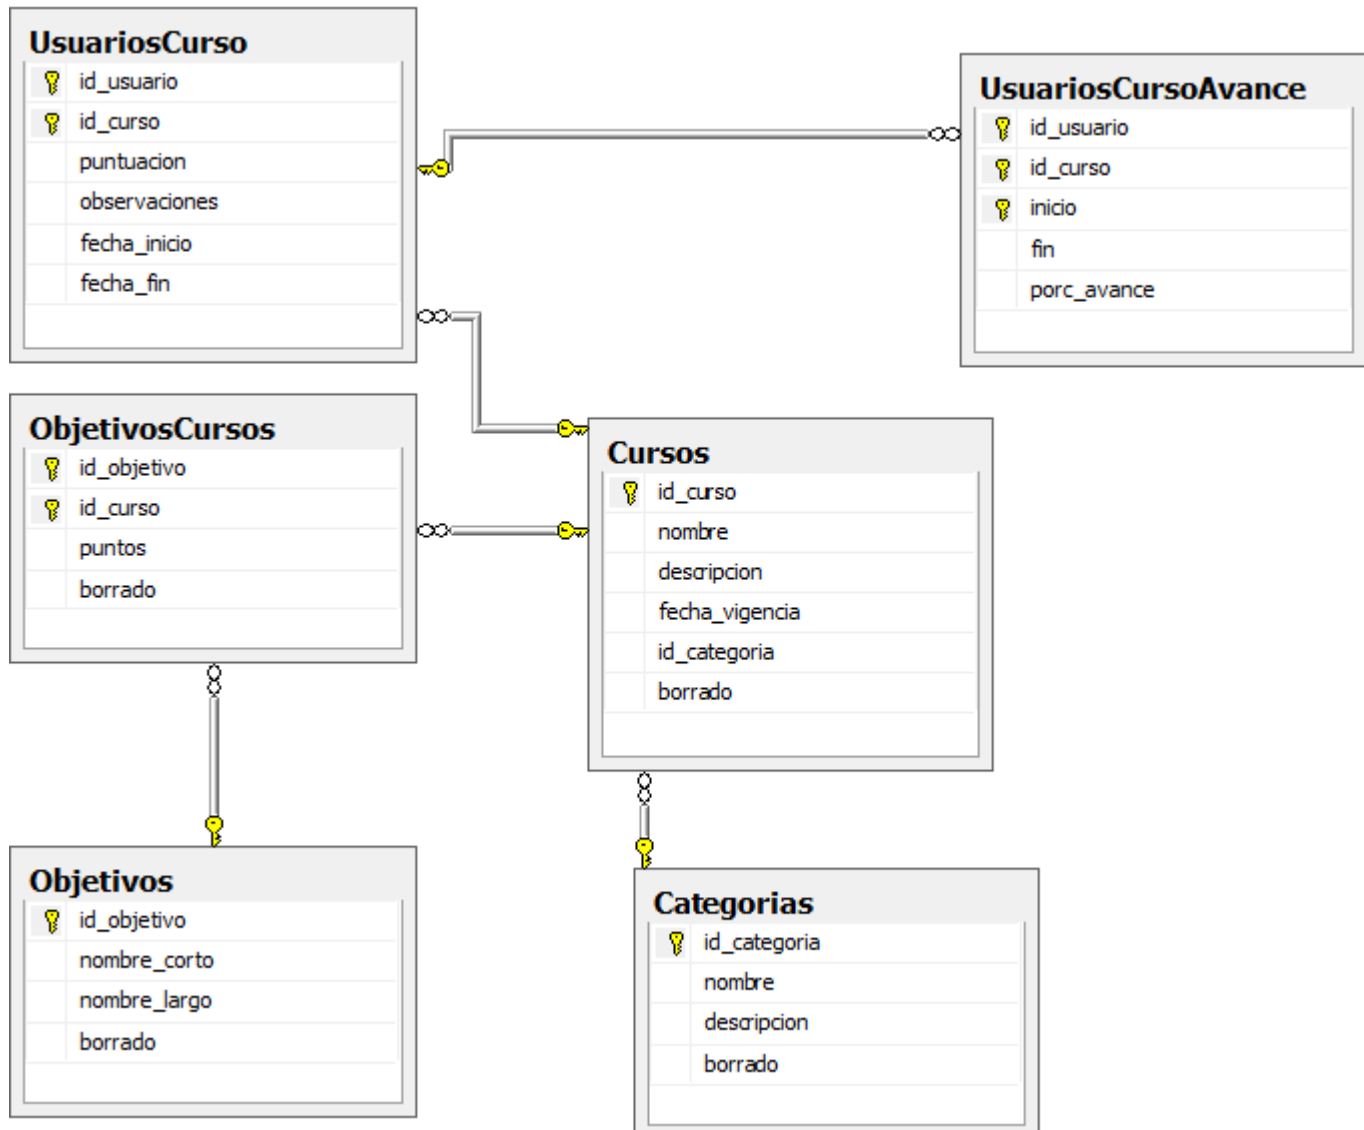 UsuariosCurso
id_usuario
id_curso
puntuacion
observaciones
fecha_inicio
fecha_fin
UsuariosCursoAvance
id_usuario
id_curso
inicio
fin
porc_avance
ObjetivosCursos
id_objetivo
id_curso
puntos
borrado
Cursos
id_curso
nombre
descripcion
fecha_vigencia
id_categoria
borrado
Objetivos
id_objetivo
nombre_corto
nombre_largo
borrado
Categorias
id_categoria
nombre
descripcion
borrado